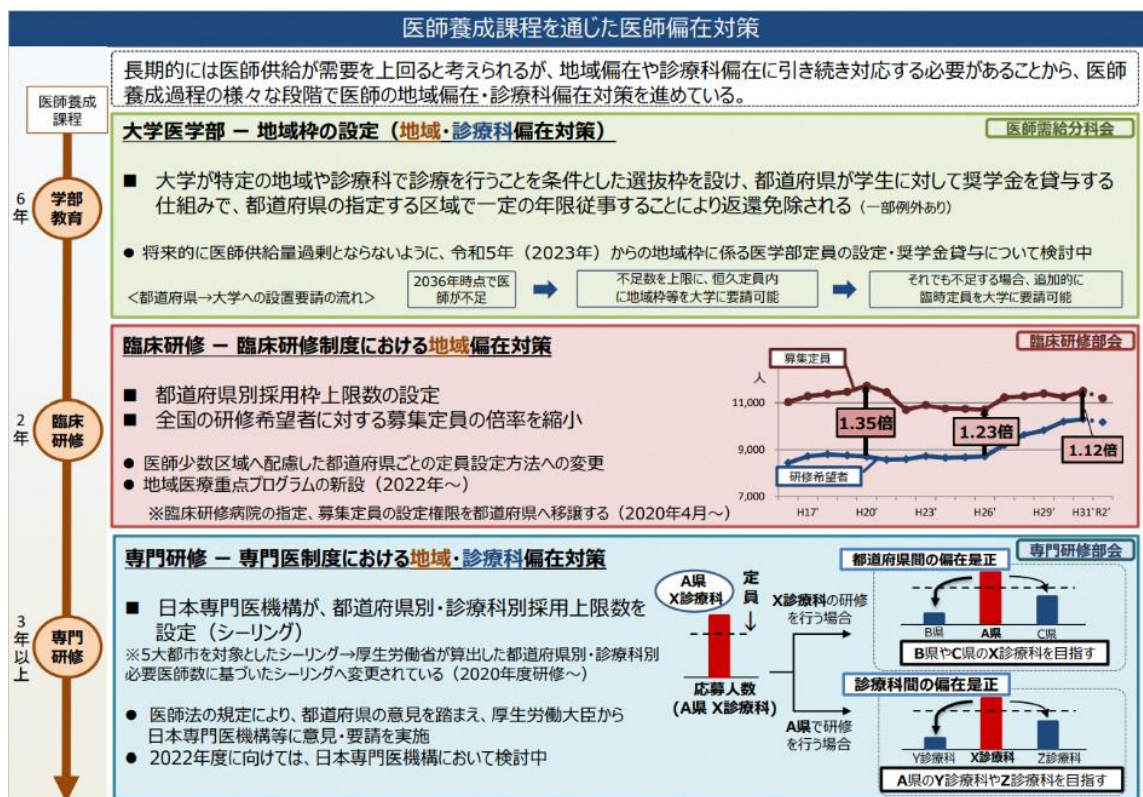 医師養成課程を通じた医師偏在対策
長期的には医師供給が需要を上回ると考えられるが、地域偏在や診療科偏在に引き続き対応する必要があることから、医師
養成過程の様々な段階で医師の地域偏在・診療科偏在対策を進めている。
医師養成
課程
6年
学部
教育
大学医学部 － 地域枠の設定（地域・診療科偏在対策）
医師需給分科会
■ 大学が特定の地域や診療科で診療を行うことを条件とした選抜枠を設け、都道府県が学生に対して奨学金を貸与する
仕組みで、都道府県の指定する区域で一定の年限従事することにより返還免除される（一部例外あり）
● 将来的に医師供給量過剰とならないように、令和5年（2023年）からの地域枠に係る医学部定員の設定・奨学金貸与について検討中
＜都道府県→大学への設置要請の流れ＞
2036年時点で医
師が不足
不足数を上限に、恒久定員内
に地域枠等を大学に要請可能
それでも不足する場合、追加的に
臨時定員を大学に要請可能
2年
臨床
研修
臨床研修 － 臨床研修制度における地域偏在対策
臨床研修部会
■ 都道府県別採用枠上限数の設定
■ 全国の研修希望者に対する募集定員の倍率を縮小
● 医師少数区域へ配慮した都道府県ごとの定員設定方法への変更
● 地域医療重点プログラムの新設（2022年～）
※臨床研修病院の指定、募集定員の設定権限を都道府県へ移譲する（2020年4月～）
人
募集定員
11,000
1.35倍
1.23倍
1.12倍
9,000
研修希望者
7,000
H17' H20' H23' H26' H29' H31' R2'
3年以上
専門
研修
専門研修 － 専門医制度における地域・診療科偏在対策
専門研修部会
■ 日本専門医機構が、都道府県別・診療科別採用上限数を
設定（シーリング）
※5大都市を対象としたシーリング→厚生労働省が算出した都道府県別・診療科別
必要医師数に基づいたシーリングへ変更されている（2020年度研修～）
● 医師法の規定により、都道府県の意見を踏まえ、厚生労働大臣から
日本専門医機構等に意見・要請を実施
● 2022年度に向けては、日本専門医機構において検討中
A県
X診療科
定員↓
応募人数
(A県 X診療科)
X診療科の研修
を行う場合
A県で研修
を行う場合
都道府県間の偏在是正
B県 A県 C県
B県やC県のX診療科を目指す
診療科間の偏在是正
Y診療科 X診療科 Z診療科
A県のY診療科やZ診療科を目指す